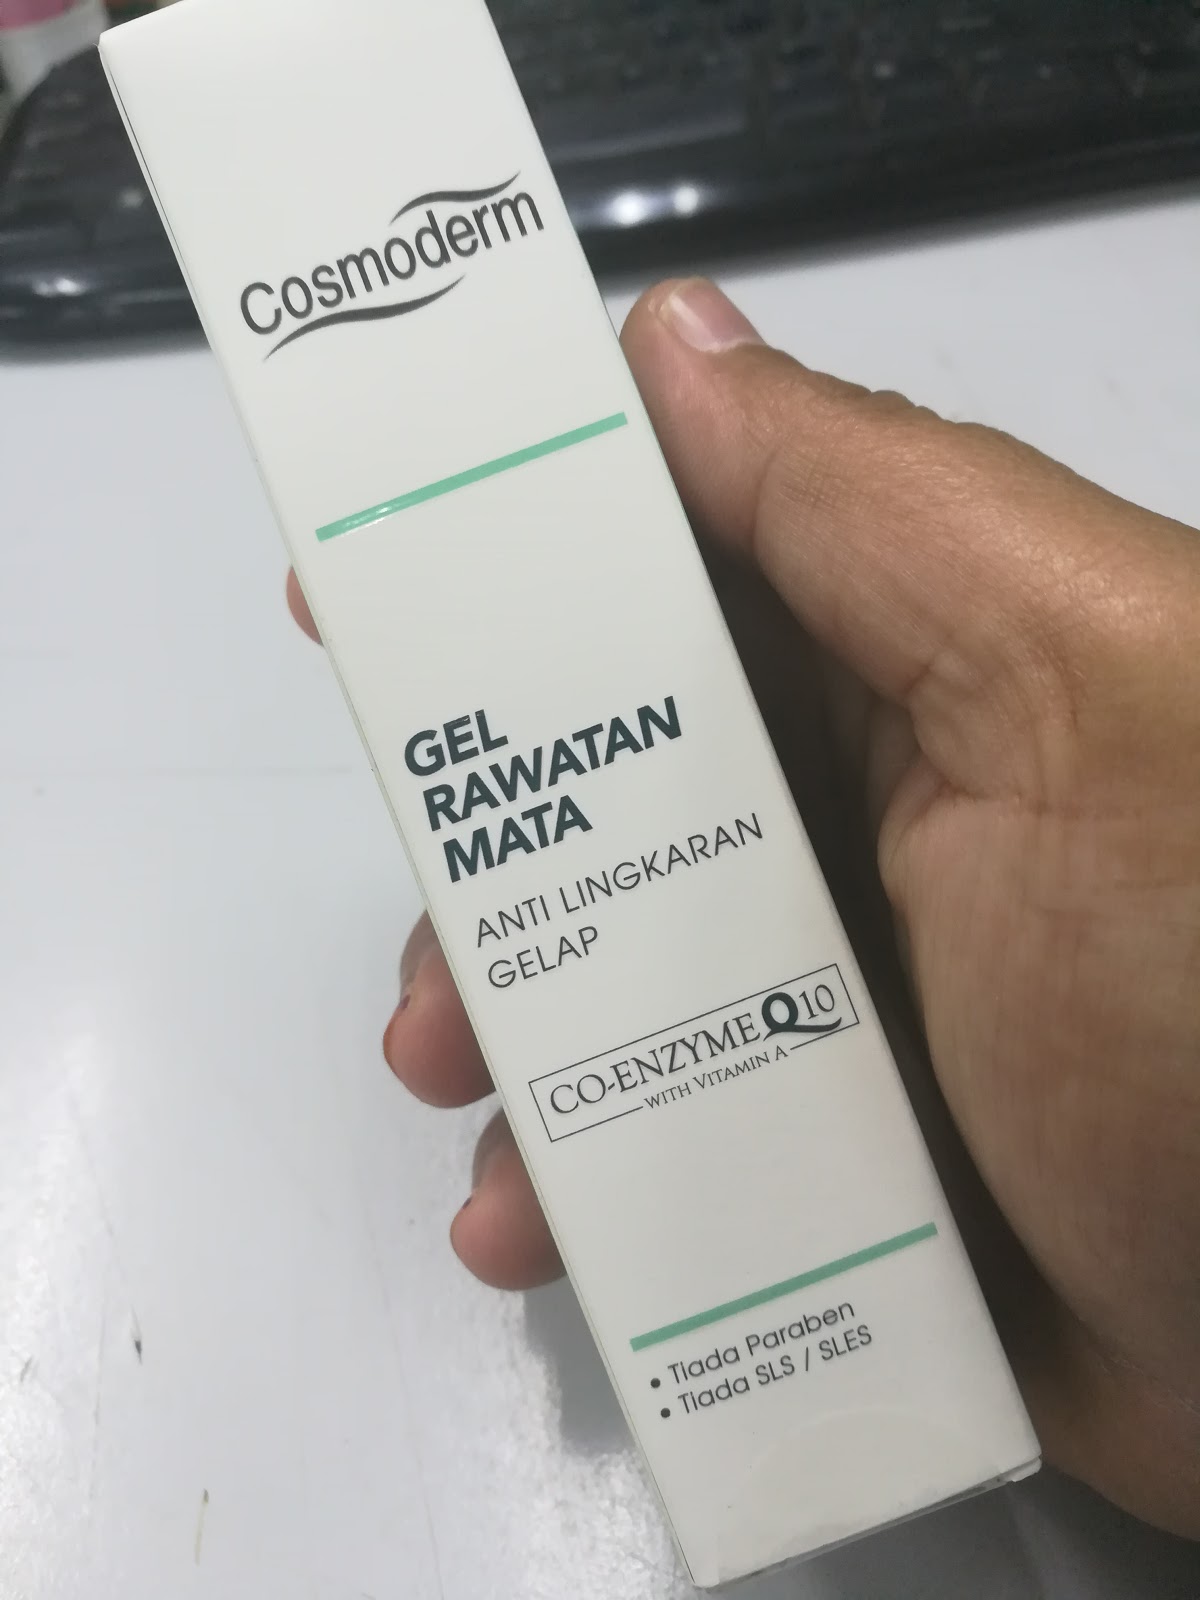 Cosmoderm
GEL
RAWATAN
MATA
ANTI LINGKARAN
GELAP
CO-ENZYME Q10
WITH VITAMIN A
• Tiada Paraben
• Tiada SLS / SLES